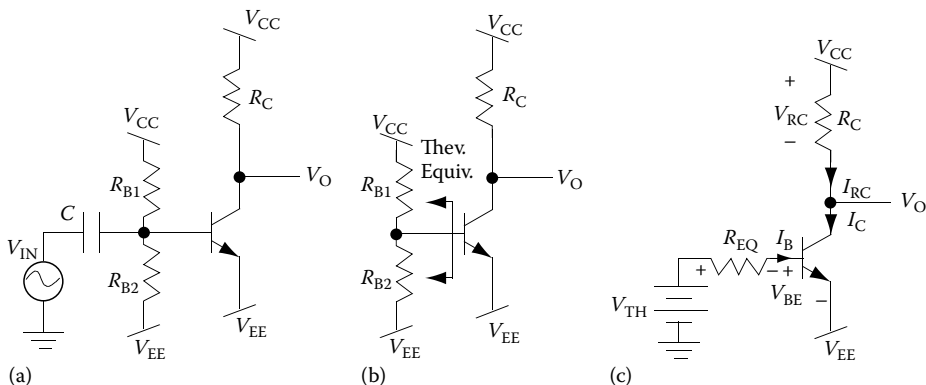 (a)
V_CC
R_C
V_CC
R_B1
V_O
C
V_IN
R_B2
V_EE
V_EE
(b)
V_CC
R_C
V_CC
Thev.
Equiv.
R_B1
V_O
R_B2
V_EE
V_EE
(c)
V_CC
+
V_RC
R_C
−
I_RC
V_O
I_C
R_EQ
I_B
+
− +
V_BE
−
V_TH
V_EE